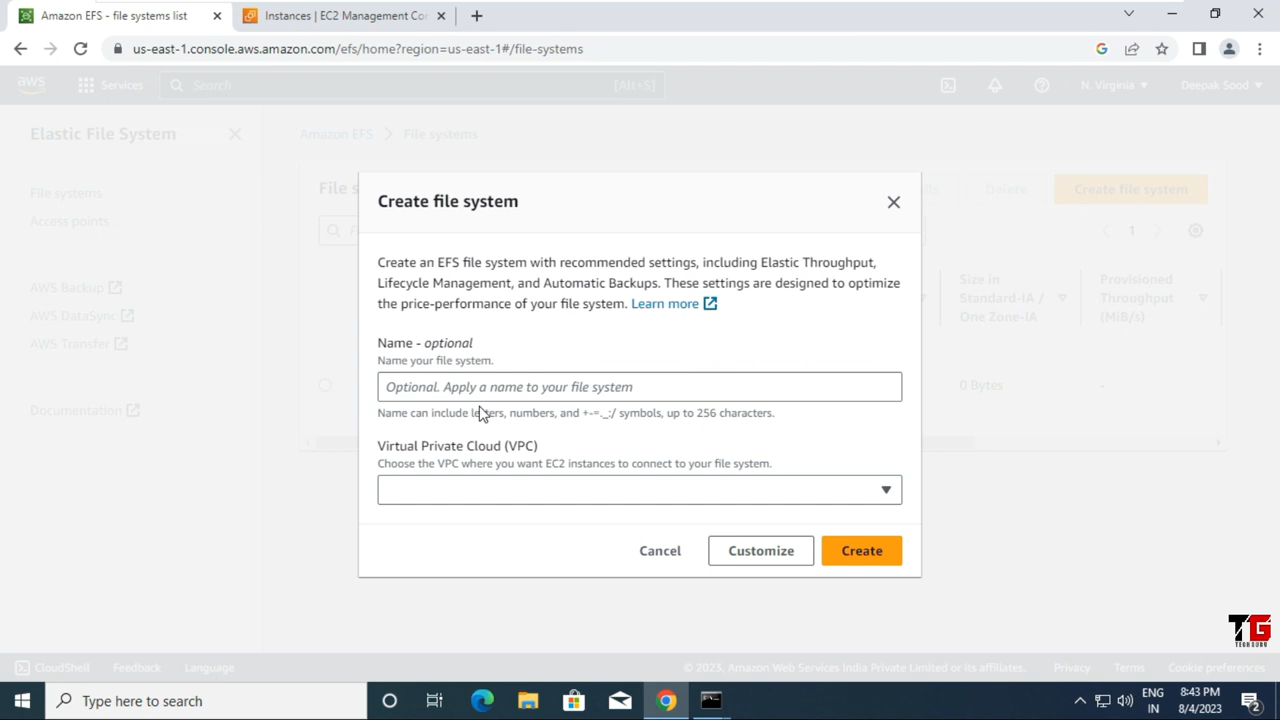 Amazon EFS - file systems list
Instances | EC2 Management Cor
us-east-1.console.aws.amazon.com/efs/home?region=us-east-1#/file-systems
aws
Services
Search
[Alt+S]
N. Virginia
Deepak Sood
Elastic File System
Amazon EFS
File systems
File systems
Access points
AWS Backup
AWS DataSync
AWS Transfer
Documentation
File s
Delete
Create file system
1
Size in
Standard-IA /
One Zone-IA
Provisioned
Throughput
(MiB/s)
0 Bytes
-
Create file system
Create an EFS file system with recommended settings, including Elastic Throughput,
Lifecycle Management, and Automatic Backups. These settings are designed to optimize
the price-performance of your file system. Learn more
Name - optional
Name your file system.
Optional. Apply a name to your file system
Name can include letters, numbers, and +-=._:/ symbols, up to 256 characters.
Virtual Private Cloud (VPC)
Choose the VPC where you want EC2 instances to connect to your file system.
Cancel
Customize
Create
TG
TECH GURU
CloudShell
Feedback
Language
© 2023, Amazon Web Services India Private Limited or its affiliates.
Privacy
Terms
Cookie preferences
Type here to search
ENG
IN
8:43 PM
8/4/2023
2